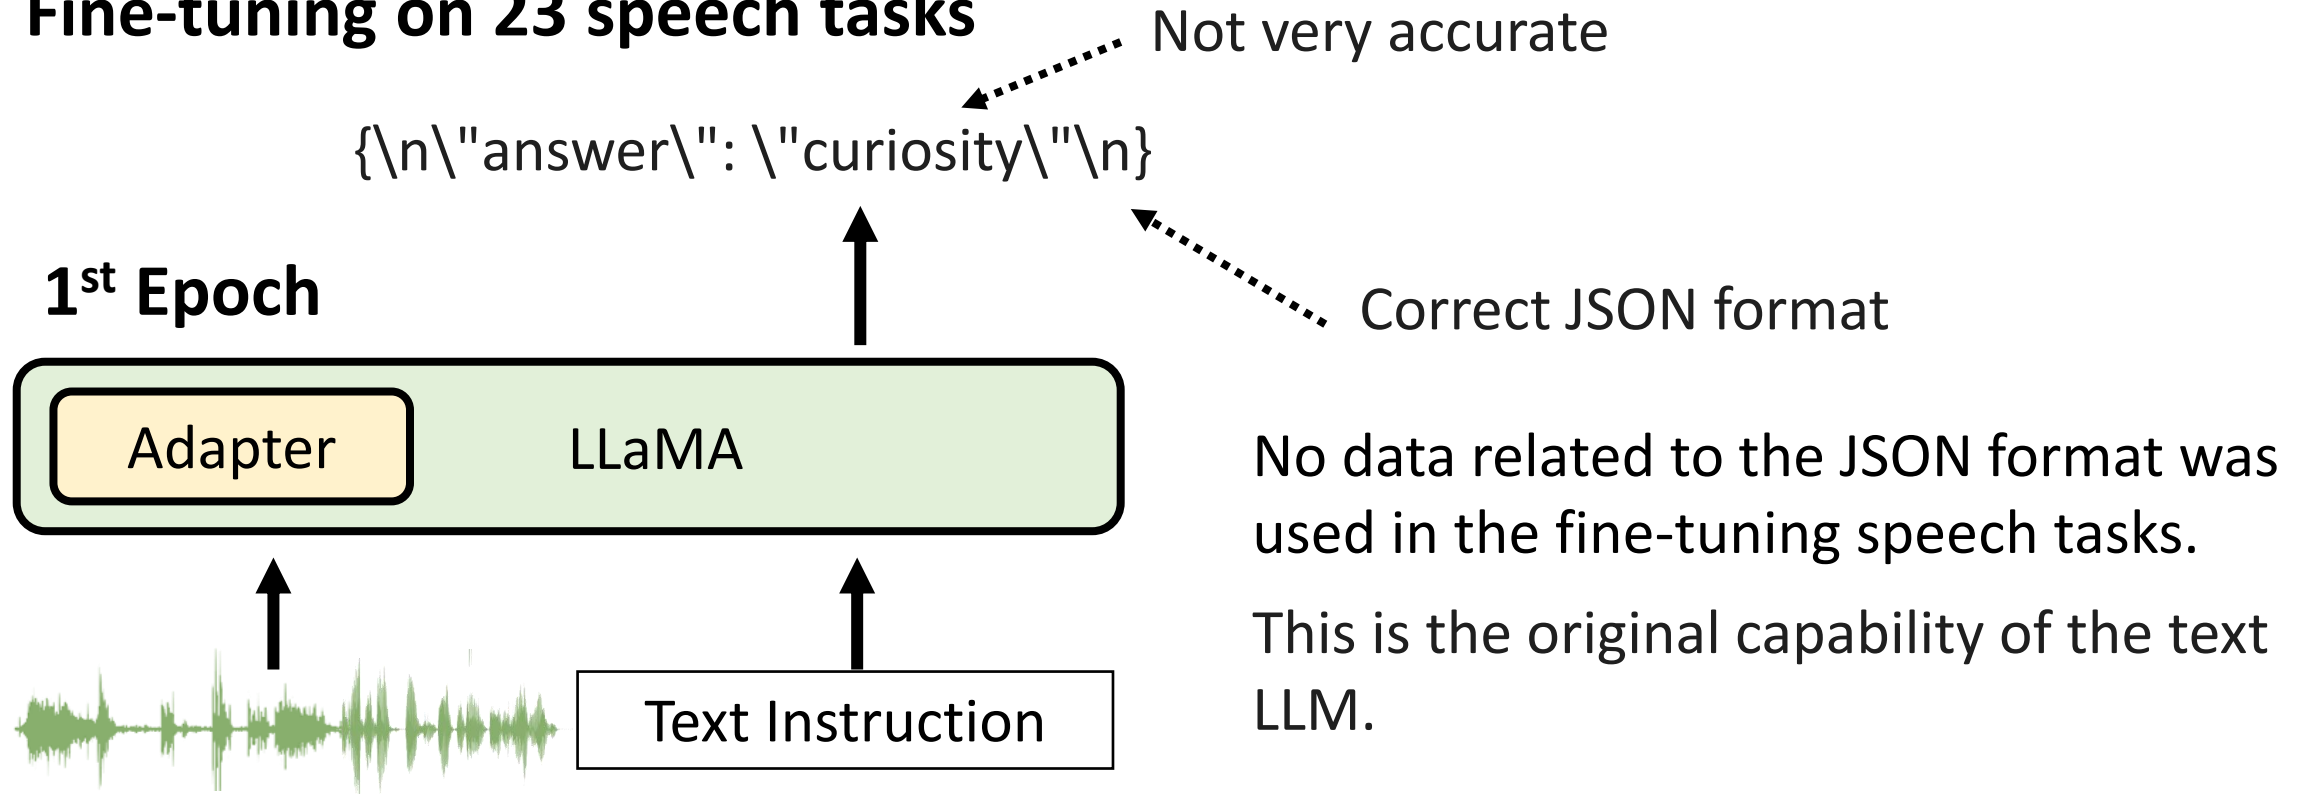 Fine-tuning on 23 speech tasks
Not very accurate
{\n\"answer\": \"curiosity\"\n}
1st Epoch
Correct JSON format
Adapter
LLaMA
No data related to the JSON format was
used in the fine-tuning speech tasks.
This is the original capability of the text
LLM.
Text Instruction